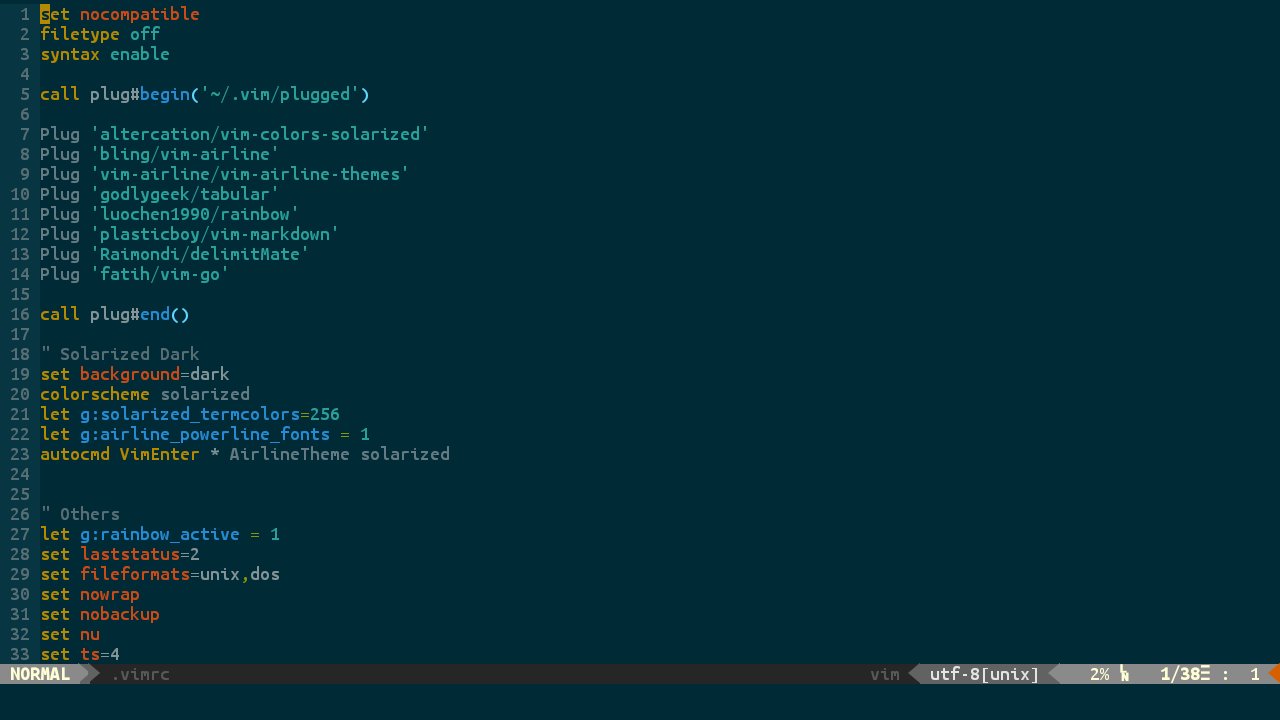 1 set nocompatible
2 filetype off
3 syntax enable
4
5 call plug#begin('~/.vim/plugged')
6
7 Plug 'altercation/vim-colors-solarized'
8 Plug 'bling/vim-airline'
9 Plug 'vim-airline/vim-airline-themes'
10 Plug 'godlygeek/tabular'
11 Plug 'luochen1990/rainbow'
12 Plug 'plasticboy/vim-markdown'
13 Plug 'Raimondi/delimitMate'
14 Plug 'fatih/vim-go'
15
16 call plug#end()
17
18 " Solarized Dark
19 set background=dark
20 colorscheme solarized
21 let g:solarized_termcolors=256
22 let g:airline_powerline_fonts = 1
23 autocmd VimEnter * AirlineTheme solarized
24
25
26 " Others
27 let g:rainbow_active = 1
28 set laststatus=2
29 set fileformats=unix,dos
30 set nowrap
31 set nobackup
32 set nu
33 set ts=4
NORMAL .vimrc vim utf-8[unix] 2% 1/38☰ : 1